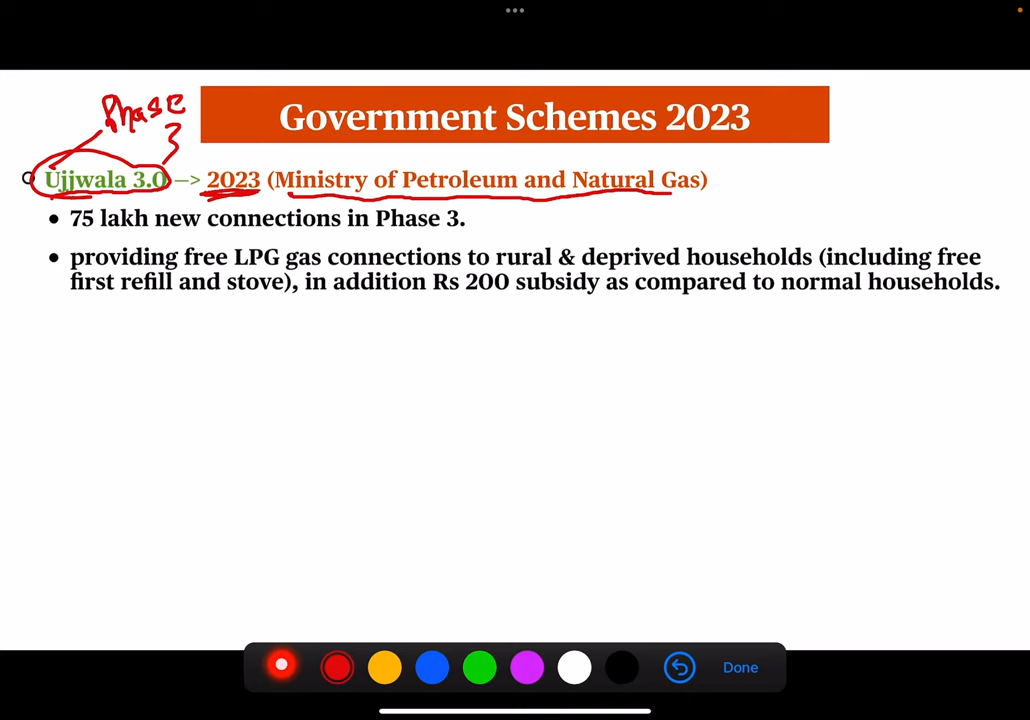 Phase
3
Government Schemes 2023
Ujjwala 3.0 —> 2023 (Ministry of Petroleum and Natural Gas)
• 75 lakh new connections in Phase 3.
• providing free LPG gas connections to rural & deprived households (including free
first refill and stove), in addition Rs 200 subsidy as compared to normal households.
Done